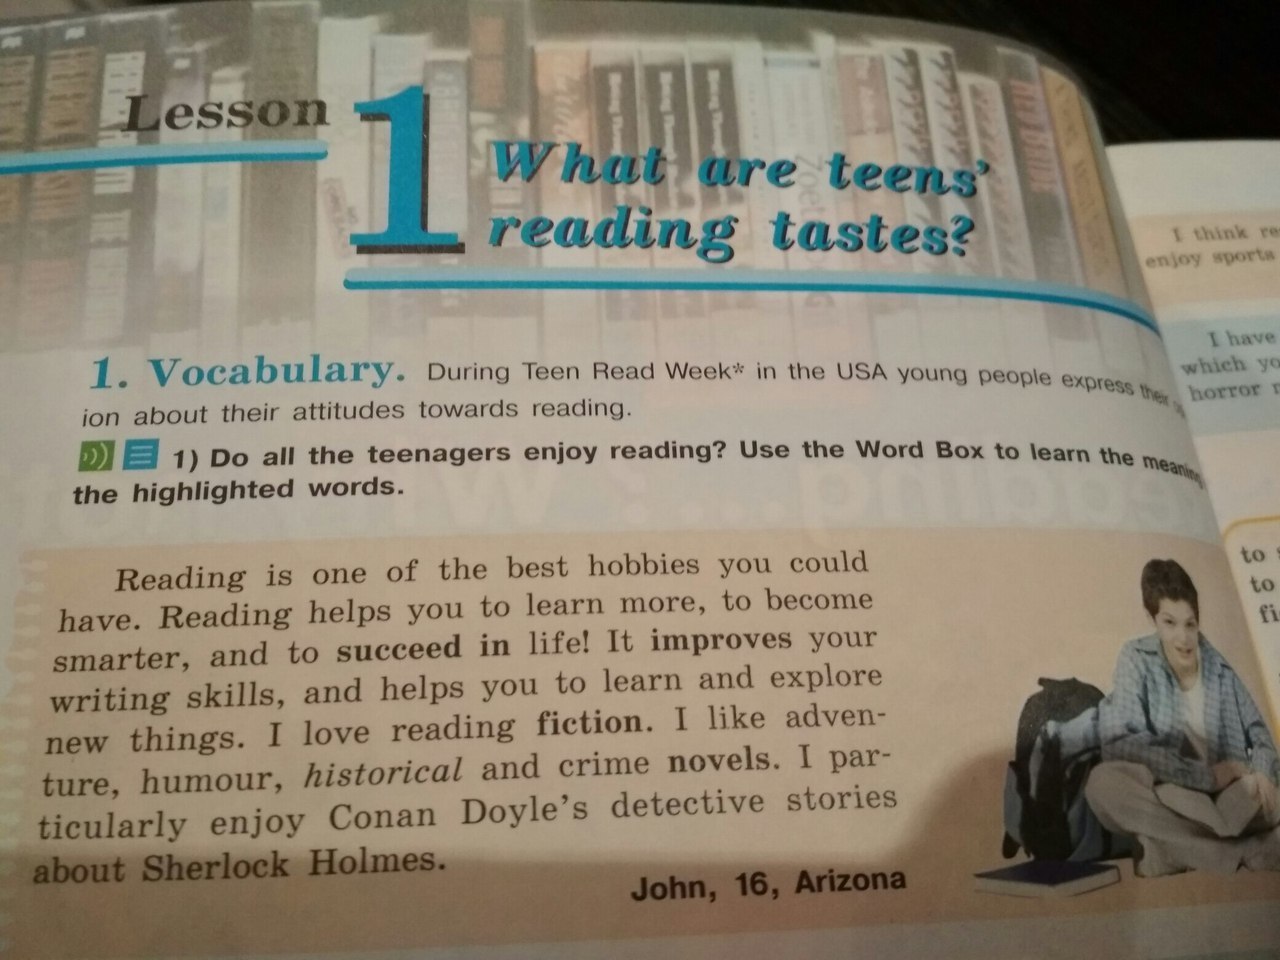 Lesson 1
What are teens'
reading tastes?
1. Vocabulary. During Teen Read Week* in the USA young people express their
ion about their attitudes towards reading.
1) Do all the teenagers enjoy reading? Use the Word Box to learn the meaning
the highlighted words.
Reading is one of the best hobbies you could
have. Reading helps you to learn more, to become
smarter, and to succeed in life! It improves your
writing skills, and helps you to learn and explore
new things. I love reading fiction. I like adven-
ture, humour, historical and crime novels. I par-
ticularly enjoy Conan Doyle's detective stories
about Sherlock Holmes.
John, 16, Arizona
I think re
enjoy sports
I have
which yo
horror
to
to
fi